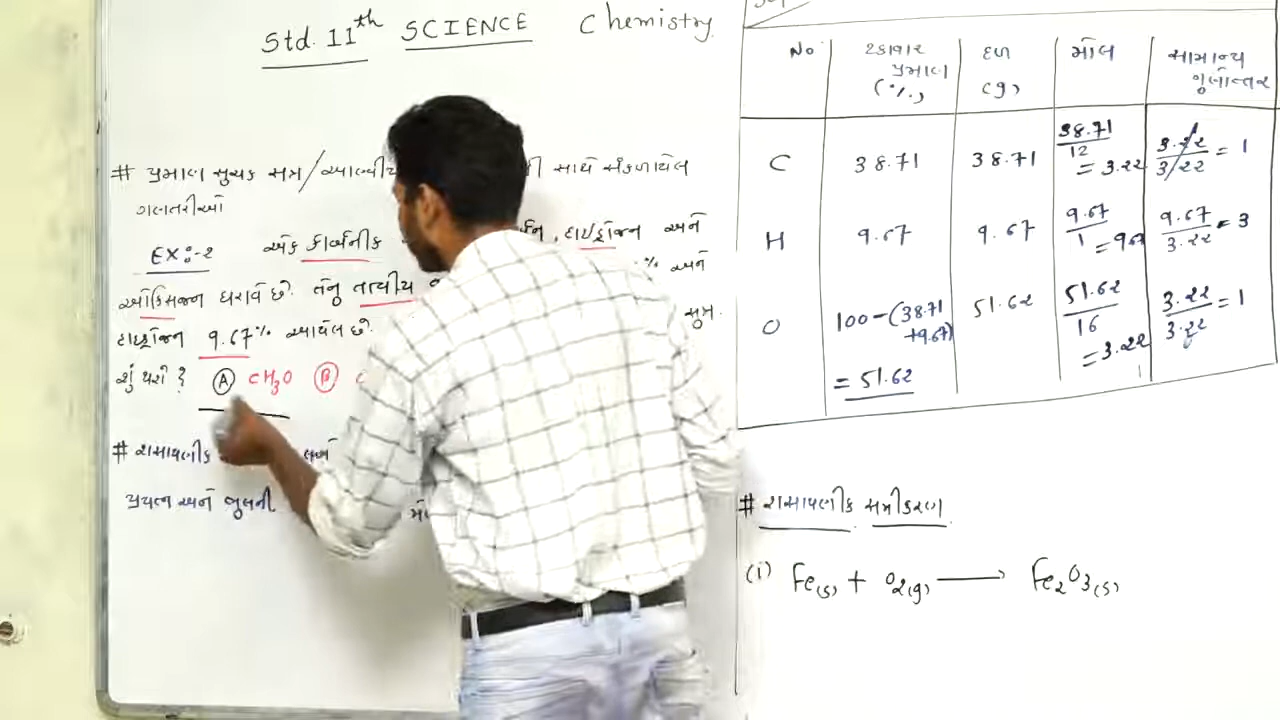 Std. 11th SCIENCE Chemistry
# પ્રમાણ સુચક સુત્ર/આણ્વીય સાથે સંકળાયેલ
ગણતરીઓ
EX:-2 એક કાર્બનીક , હાઈડ્રોજન અને
ઓક્સિજન ધરાવે છે. તેનુ તત્વીય % અને
હાઈડ્રોજન 9.67% આપેલ છે. સુત્ર
શું થશે? (A) CH3O (B) C
# રાસાયણીક
પ્રયત્ન અને ભુલની
No. ટકાવાર પ્રમાણ (%) દળ (g) મોલ સામાન્ય ગુણોત્તર
C 38.71 38.71 38.71/12 = 3.22 3.22/3.22 = 1
H 9.67 9.67 9.67/1 = 9.67 9.67/3.22 = 3
O 100-(38.71+9.67) = 51.62 51.62 51.62/16 = 3.22 3.22/3.22 = 1
# રાસાયણીક સમીકરણ
(i) Fe(s) + O2(g) ⟶ Fe2O3(s)